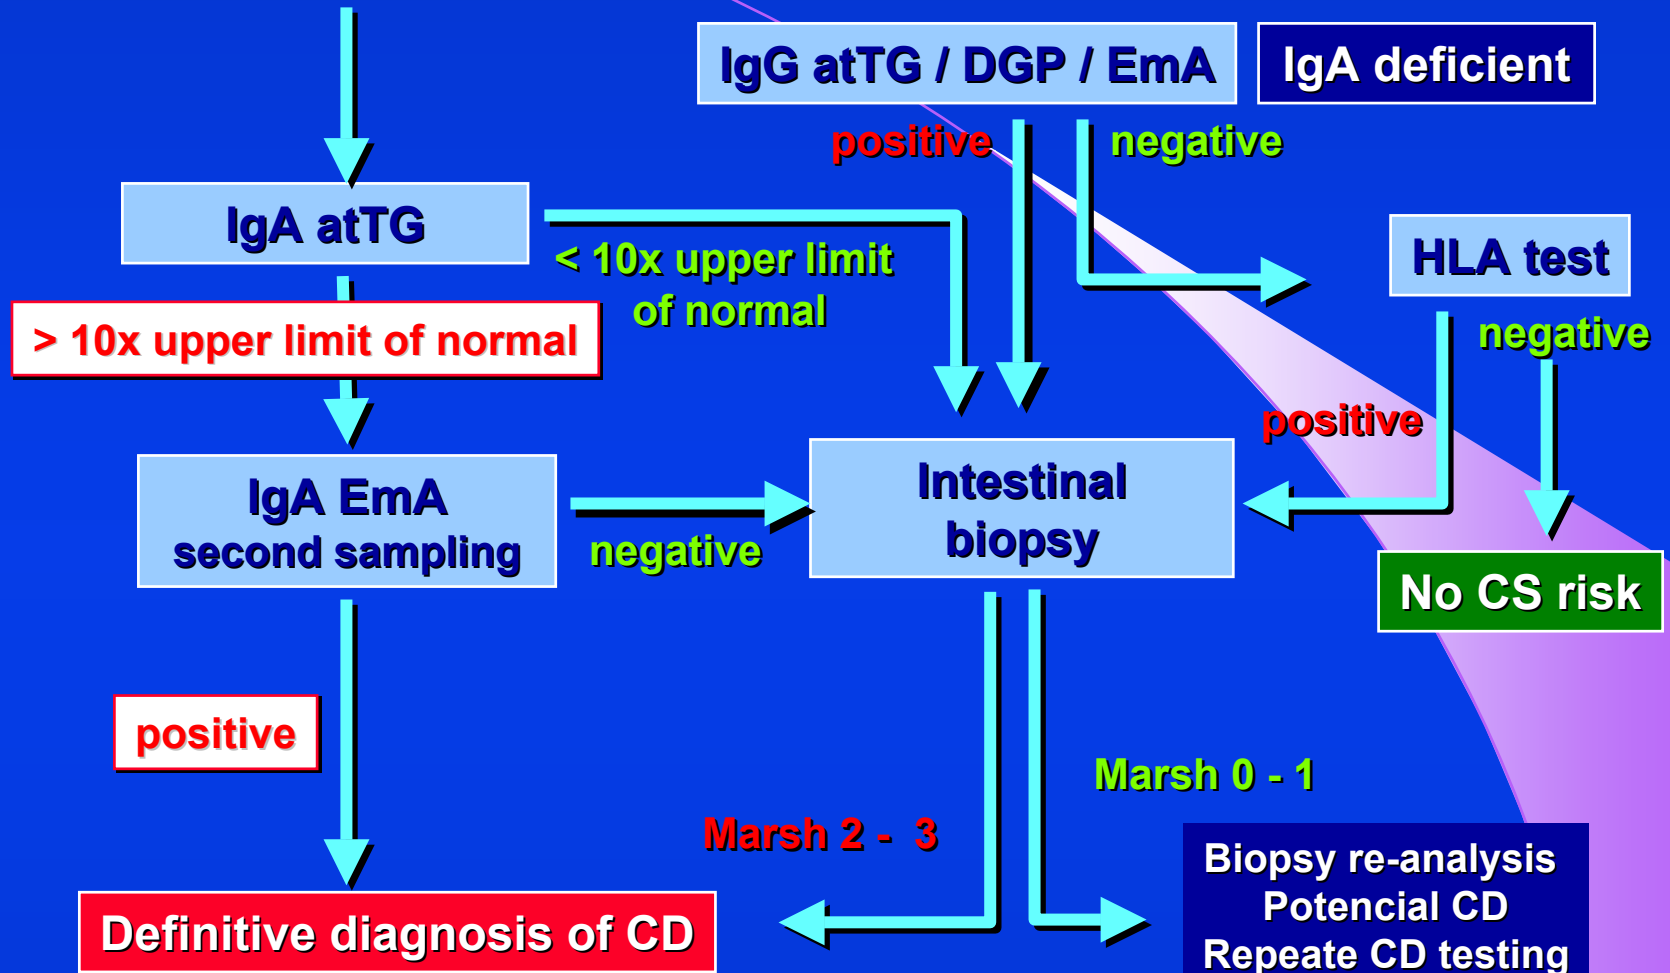 IgG atTG / DGP / EmA
IgA deficient
positive
negative
IgA atTG
< 10x upper limit
of normal
HLA test
> 10x upper limit of normal
negative
positive
IgA EmA
second sampling
negative
Intestinal
biopsy
No CS risk
positive
Marsh 0 - 1
Marsh 2 -  3
Biopsy re-analysis
Potencial CD
Repeate CD testing
Definitive diagnosis of CD